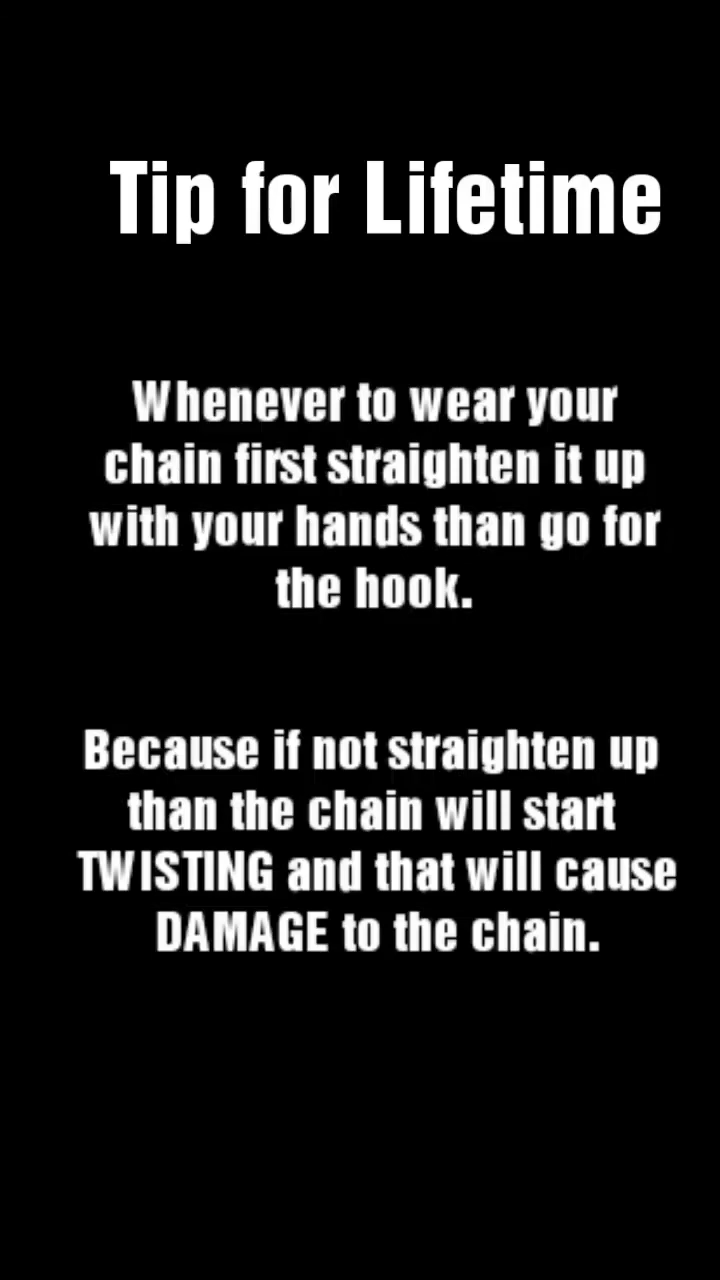 Tip for Lifetime
Whenever to wear your
chain first straighten it up
with your hands than go for
the hook.
Because if not straighten up
than the chain will start
TWISTING and that will cause
DAMAGE to the chain.